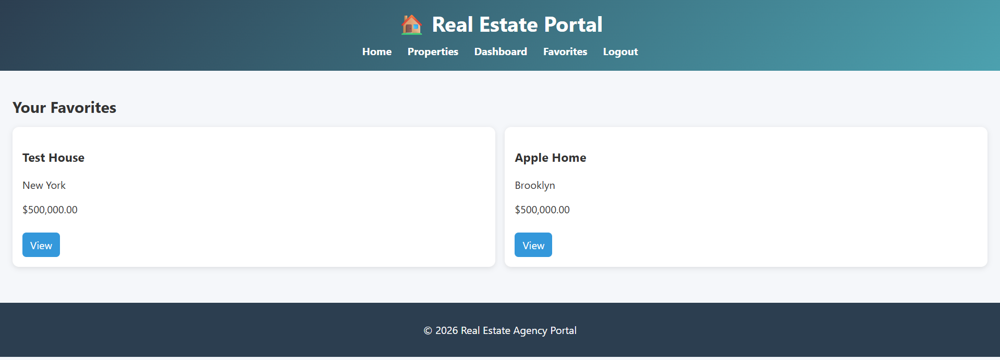 Real Estate Portal
Home Properties Dashboard Favorites Logout
Your Favorites
Test House
New York
$500,000.00
View
Apple Home
Brooklyn
$500,000.00
View
© 2026 Real Estate Agency Portal